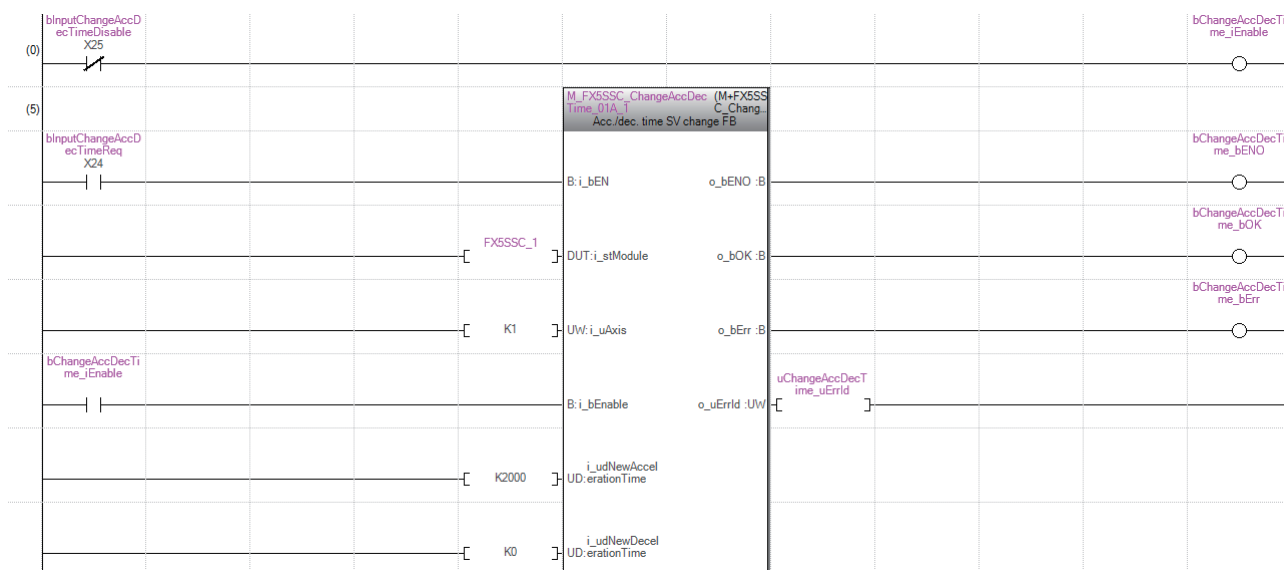 bInputChangeAccD
ecTimeDisable
X25
bChangeAccDecTi
me_iEnable
(0)
(5)
M_FX5SSC_ChangeAccDec (M+FX5SS
Time_01A_1 C_Chang...
Acc./dec. time SV change FB
bInputChangeAccD
ecTimeReq
X24
bChangeAccDecTi
me_bENO
B: i_bEN o_bENO :B
bChangeAccDecTi
me_bOK
FX5SSC_1
DUT: i_stModule o_bOK :B
bChangeAccDecTi
me_bErr
K1 UW: i_uAxis o_bErr :B
bChangeAccDecTi
me_iEnable
uChangeAccDecT
ime_uErrId
B: i_bEnable o_uErrId :UW
i_udNewAccel
K2000 UD: erationTime
i_udNewDecel
K0 UD: erationTime